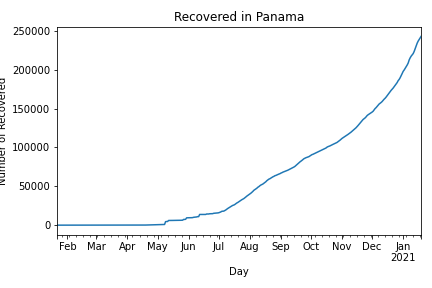 Recovered in Panama
250000
200000
150000
100000
50000
0
Number of Recovered
Feb Mar Apr May Jun Jul Aug Sep Oct Nov Dec Jan
2021
Day